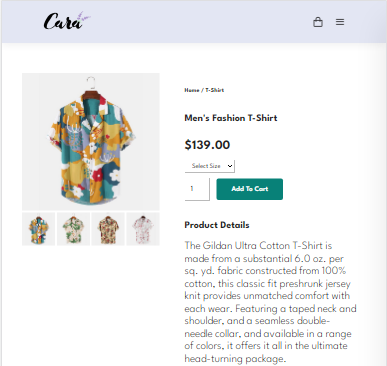 Cara
Home / T-Shirt
Men's Fashion T-Shirt
$139.00
Select Size
1
Add To Cart
Product Details
The Gildan Ultra Cotton T-Shirt is
made from a substantial 6.0 oz. per
sq. yd. fabric constructed from 100%
cotton, this classic fit preshrunk jersey
knit provides unmatched comfort with
each wear. Featuring a taped neck and
shoulder, and a seamless double-
needle collar, and available in a range
of colors, it offers it all in the ultimate
head-turning package.